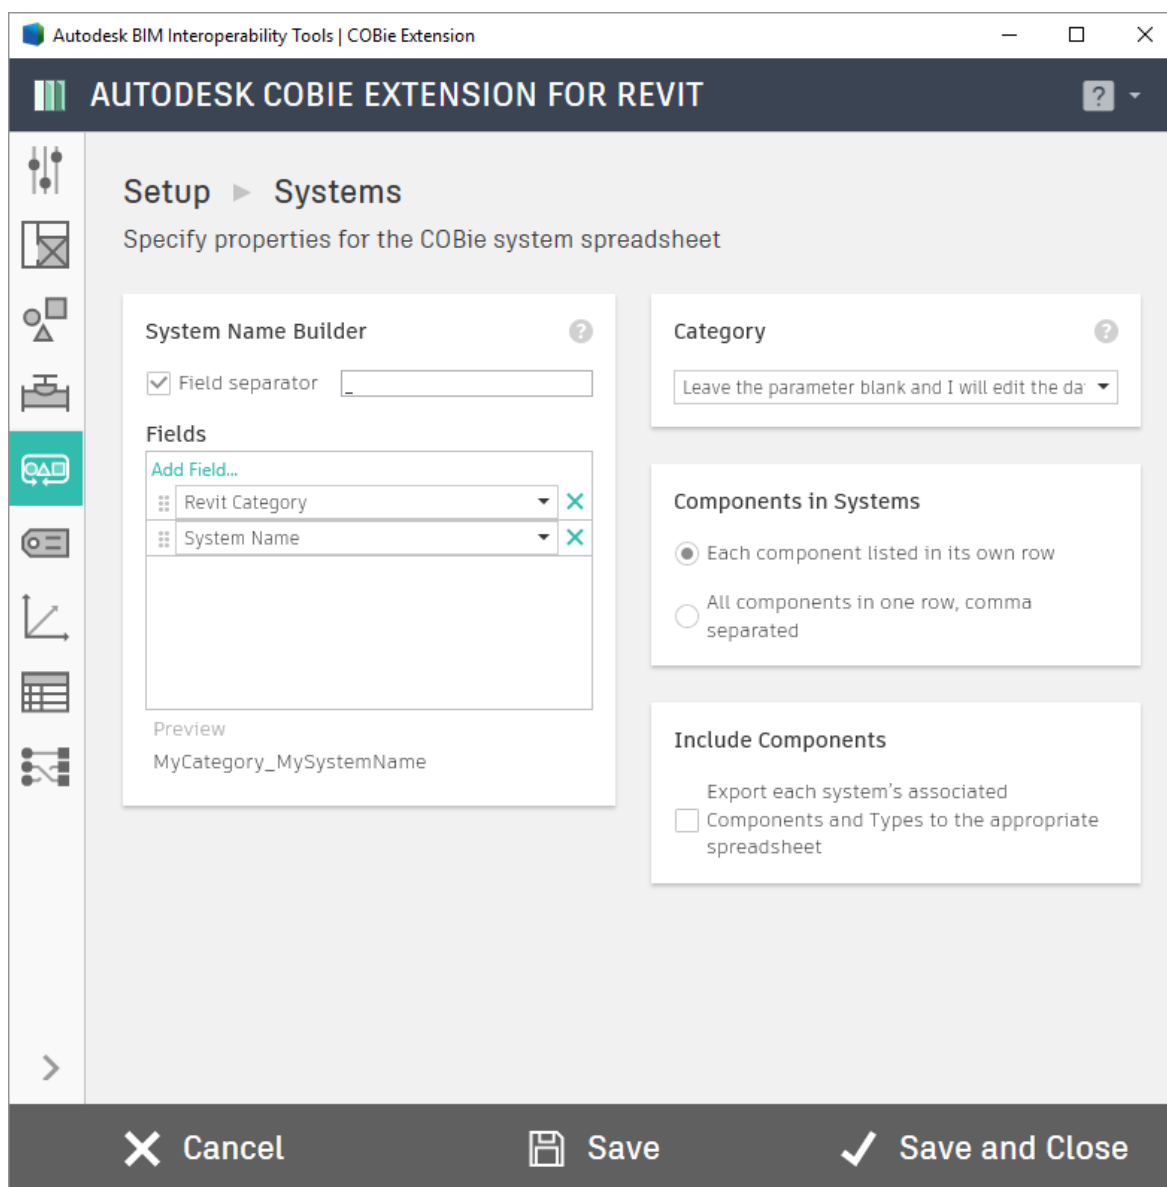 Autodesk BIM Interoperability Tools | COBie Extension
AUTODESK COBIE EXTENSION FOR REVIT
?
Setup ▶ Systems
Specify properties for the COBie system spreadsheet
System Name Builder
?
Field separator
_
Fields
Add Field...
Revit Category
System Name
Preview
MyCategory_MySystemName
Category
?
Leave the parameter blank and I will edit the da
Components in Systems
Each component listed in its own row
All components in one row, comma
separated
Include Components
Export each system's associated
Components and Types to the appropriate
spreadsheet
Cancel
Save
Save and Close